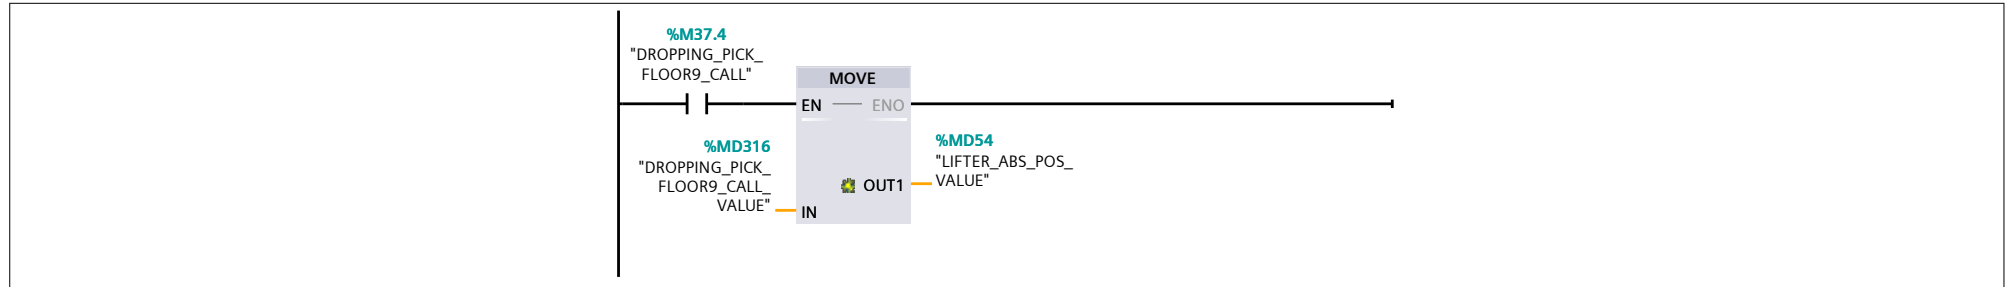 %M37.4
"DROPPING_PICK_
FLOOR9_CALL"
MOVE
EN
ENO
%MD316
"DROPPING_PICK_
FLOOR9_CALL_
VALUE"
IN
OUT1
%MD54
"LIFTER_ABS_POS_
VALUE"